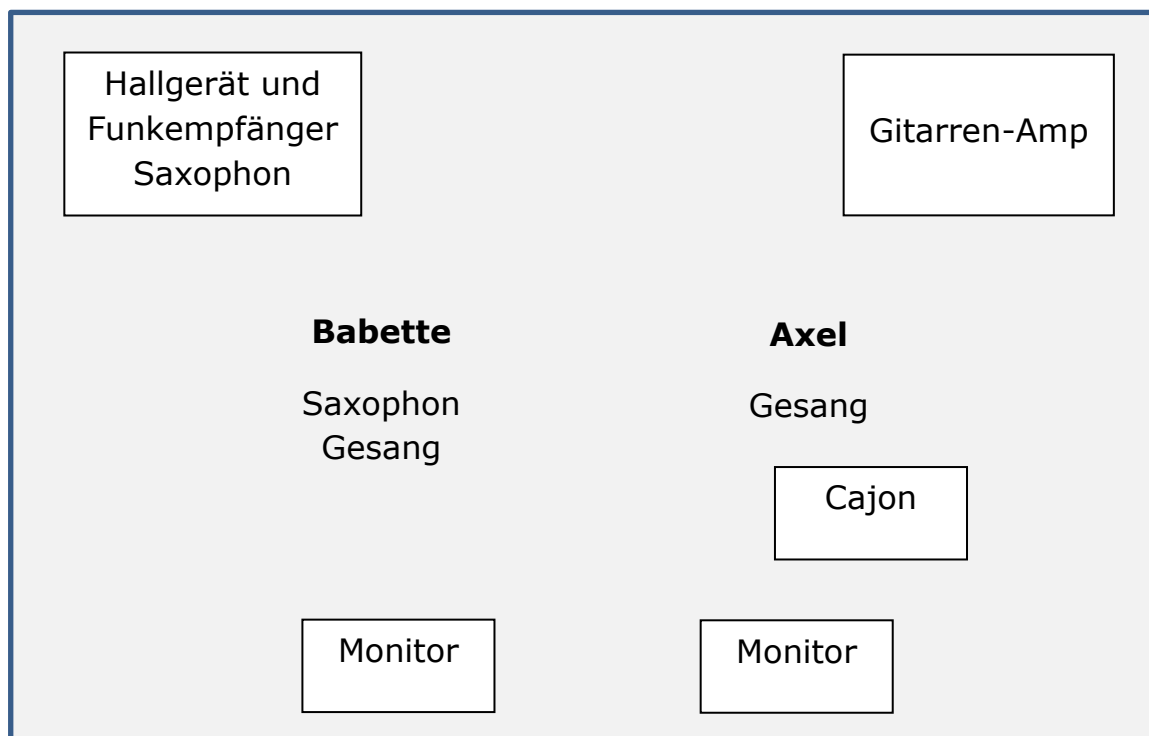 Hallgerät und
Funkempfänger
Saxophon
Gitarren-Amp
Babette
Saxophon
Gesang
Axel
Gesang
Cajon
Monitor
Monitor